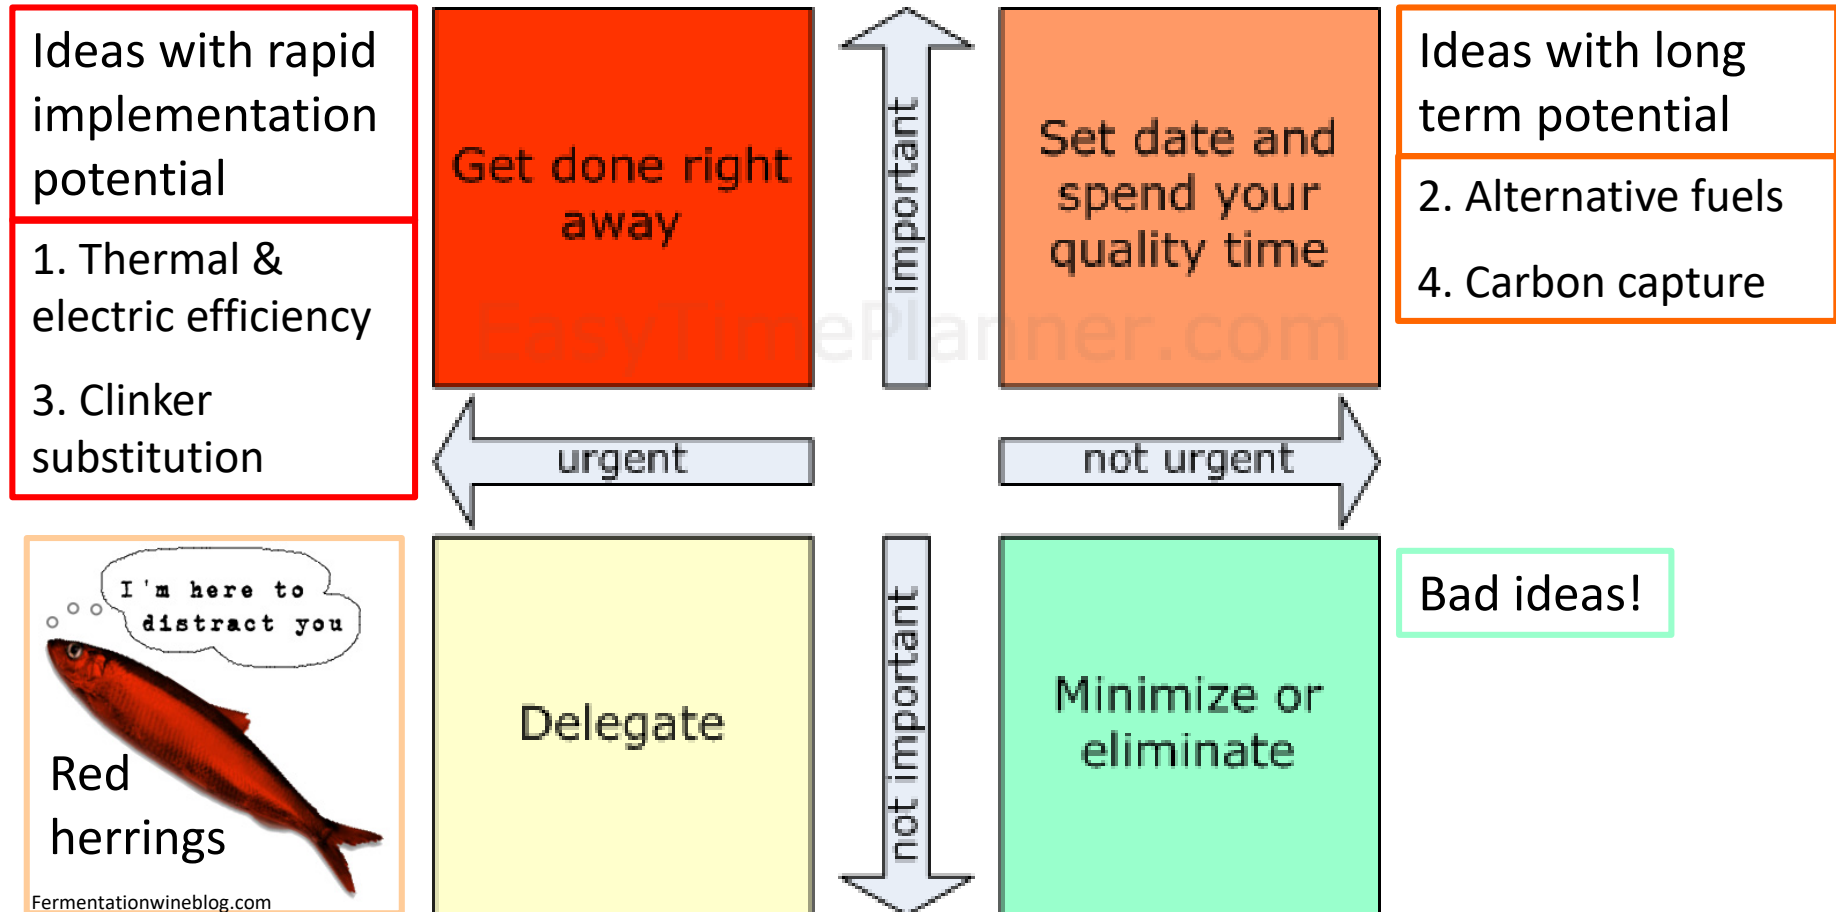 Ideas with rapid
implementation
potential
1. Thermal &
electric efficiency
3. Clinker
substitution
Get done right
away
important
Set date and
spend your
quality time
Ideas with long
term potential
2. Alternative fuels
4. Carbon capture
EasyTimePlanner.com
urgent
not urgent
I'm here to
distract you
Red
herrings
Fermentationwineblog.com
Delegate
not important
Minimize or
eliminate
Bad ideas!